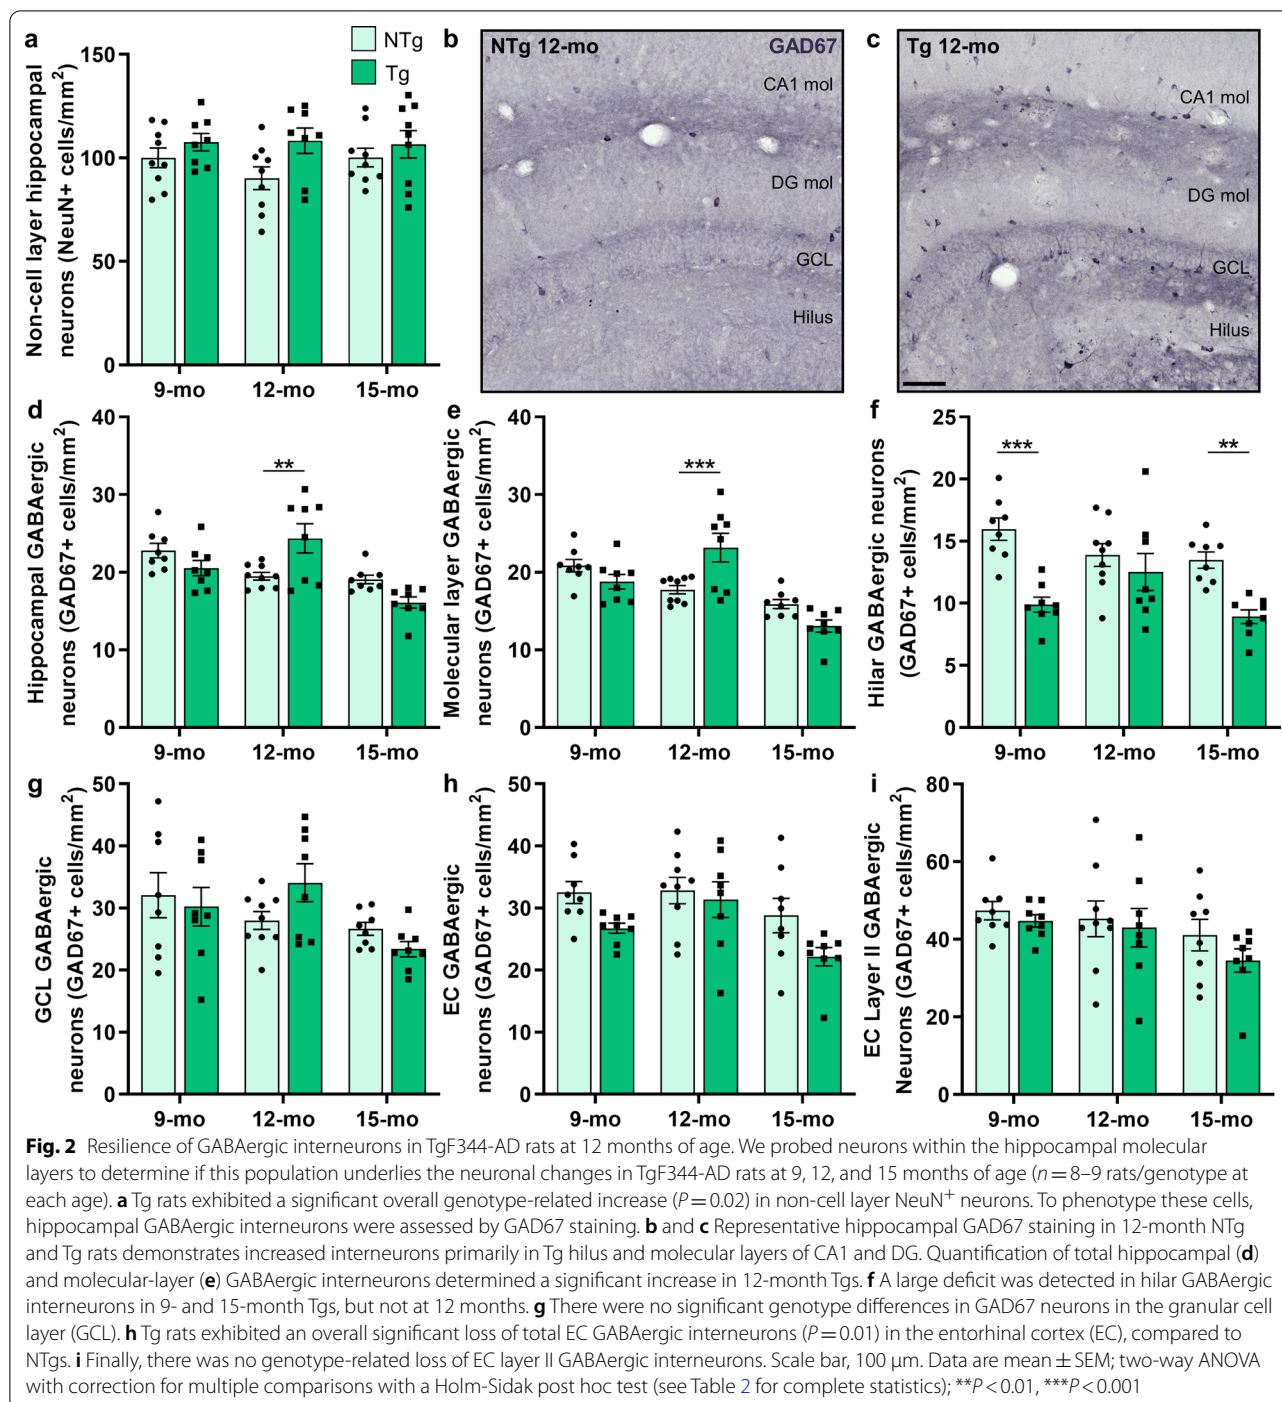 a
NTg
Tg
Non-cell layer hippocampal
neurons (NeuN+ cells/mm2)
150
100
50
0
9-mo 12-mo 15-mo
b
NTg 12-mo GAD67
CA1 mol
DG mol
GCL
Hilus
c
Tg 12-mo
CA1 mol
DG mol
GCL
Hilus
d
Hippocampal GABAergic
neurons (GAD67+ cells/mm²)
40
30
20
10
0
**
9-mo 12-mo 15-mo
e
Molecular layer GABAergic
neurons (GAD67+ cells/mm²)
40
30
20
10
0
***
9-mo 12-mo 15-mo
f
Hilar GABAergic neurons
(GAD67+ cells/mm²)
25
20
15
10
5
0
***
**
9-mo 12-mo 15-mo
g
GCL GABAergic
neurons (GAD67+ cells/mm²)
50
40
30
20
10
0
9-mo 12-mo 15-mo
h
EC GABAergic
neurons (GAD67+ cells/mm²)
50
40
30
20
10
0
9-mo 12-mo 15-mo
i
EC Layer II GABAergic
Neurons (GAD67+ cells/mm²)
80
60
40
20
0
9-mo 12-mo 15-mo
Fig. 2 Resilience of GABAergic interneurons in TgF344-AD rats at 12 months of age. We probed neurons within the hippocampal molecular
layers to determine if this population underlies the neuronal changes in TgF344-AD rats at 9, 12, and 15 months of age (n = 8–9 rats/genotype at
each age). a Tg rats exhibited a significant overall genotype-related increase (P = 0.02) in non-cell layer NeuN⁺ neurons. To phenotype these cells,
hippocampal GABAergic interneurons were assessed by GAD67 staining. b and c Representative hippocampal GAD67 staining in 12-month NTg
and Tg rats demonstrates increased interneurons primarily in Tg hilus and molecular layers of CA1 and DG. Quantification of total hippocampal (d)
and molecular-layer (e) GABAergic interneurons determined a significant increase in 12-month Tgs. f A large deficit was detected in hilar GABAergic
interneurons in 9- and 15-month Tgs, but not at 12 months. g There were no significant genotype differences in GAD67 neurons in the granular cell
layer (GCL). h Tg rats exhibited an overall significant loss of total EC GABAergic interneurons (P = 0.01) in the entorhinal cortex (EC), compared to
NTgs. i Finally, there was no genotype-related loss of EC layer II GABAergic interneurons. Scale bar, 100 μm. Data are mean ± SEM; two-way ANOVA
with correction for multiple comparisons with a Holm-Sidak post hoc test (see Table 2 for complete statistics); **P < 0.01, ***P < 0.001